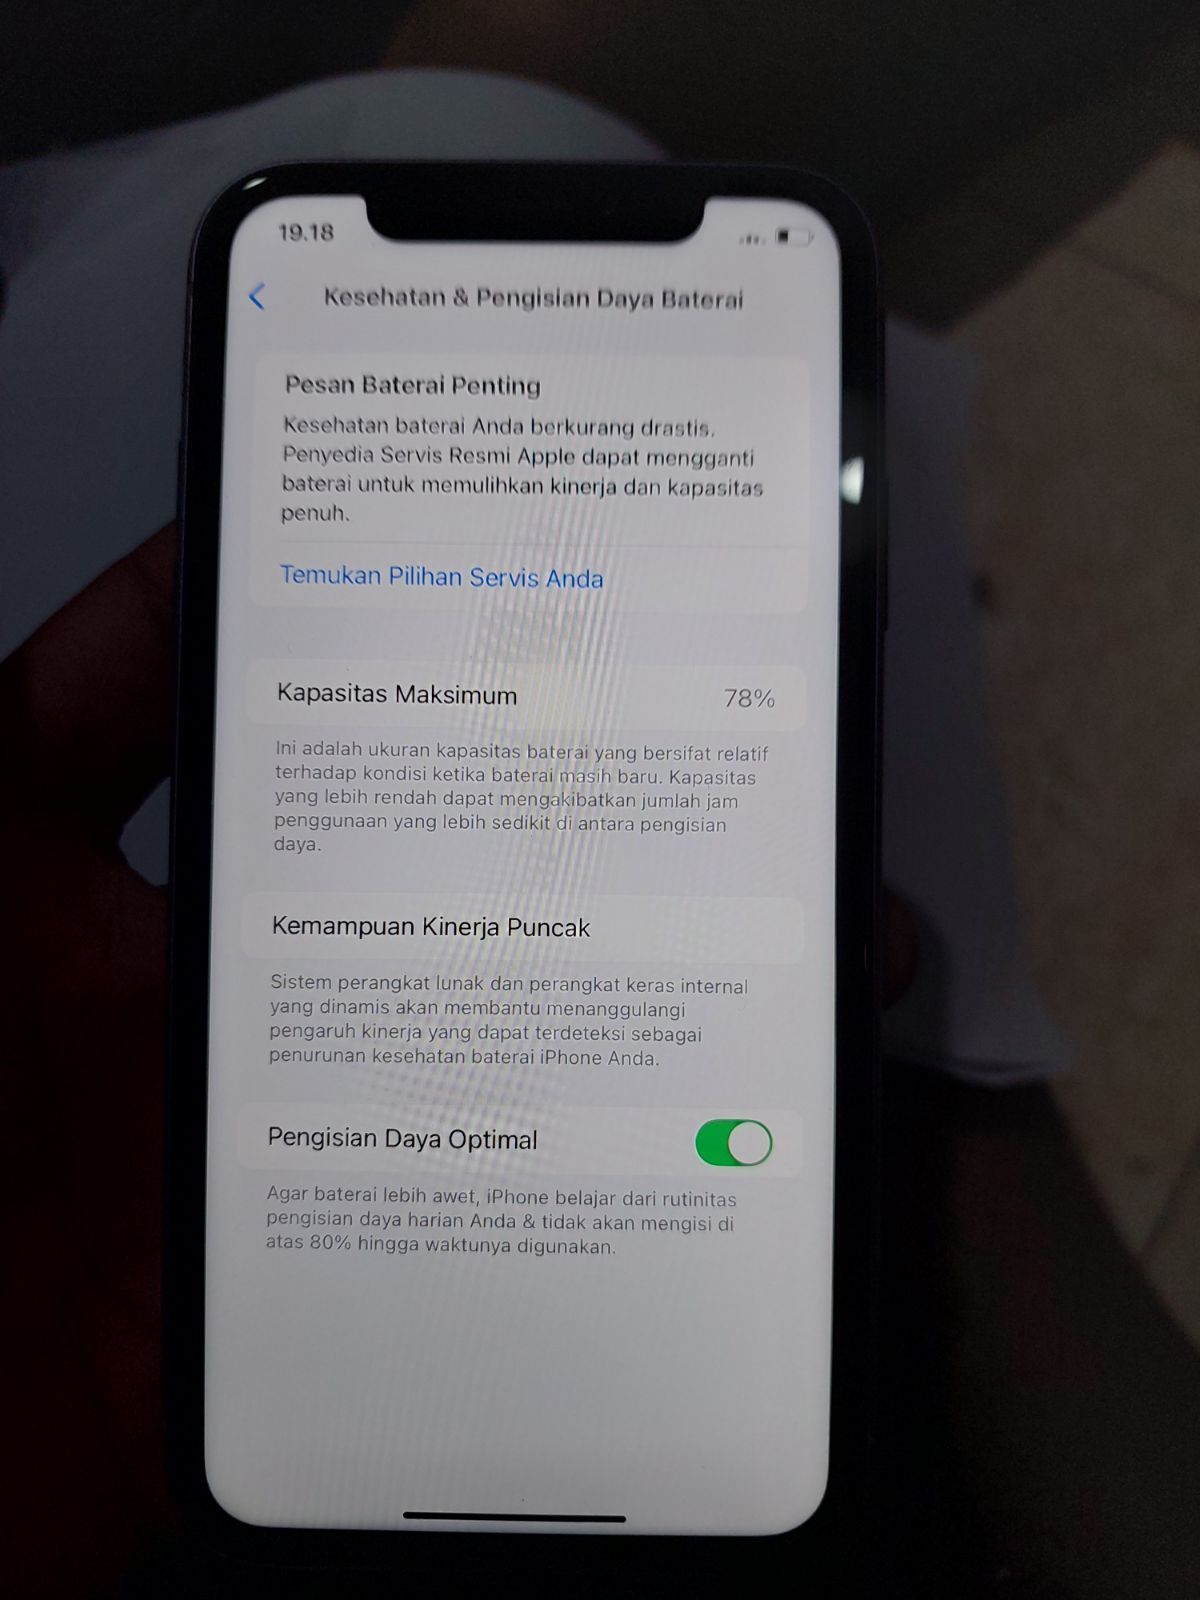 19.18
Kesehatan & Pengisian Daya Baterai
Pesan Baterai Penting
Kesehatan baterai Anda berkurang drastis.
Penyedia Servis Resmi Apple dapat mengganti
baterai untuk memulihkan kinerja dan kapasitas
penuh.
Temukan Pilihan Servis Anda
Kapasitas Maksimum 78%
Ini adalah ukuran kapasitas baterai yang bersifat relatif
terhadap kondisi ketika baterai masih baru. Kapasitas
yang lebih rendah dapat mengakibatkan jumlah jam
penggunaan yang lebih sedikit di antara pengisian
daya.
Kemampuan Kinerja Puncak
Sistem perangkat lunak dan perangkat keras internal
yang dinamis akan membantu menanggulangi
pengaruh kinerja yang dapat terdeteksi sebagai
penurunan kesehatan baterai iPhone Anda.
Pengisian Daya Optimal
Agar baterai lebih awet, iPhone belajar dari rutinitas
pengisian daya harian Anda & tidak akan mengisi di
atas 80% hingga waktunya digunakan.